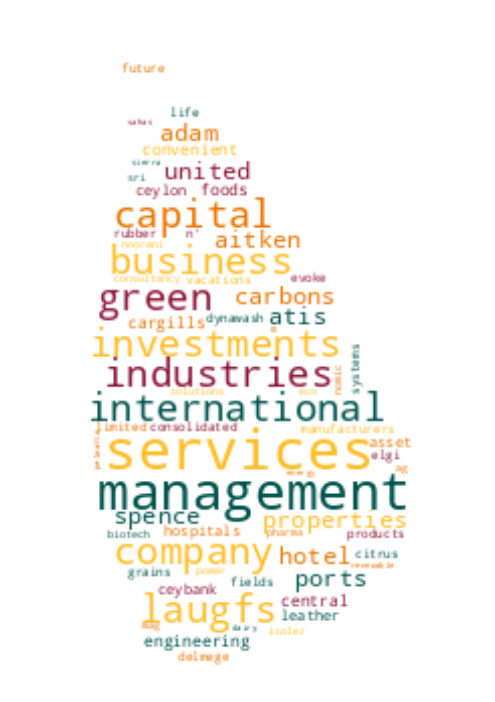 future
life
sahas
adam
convenient
sierra
united
sri
ceylon foods
capital
rubber n'
aitken
noorani
business
consultancy vacations evoke
green carbons
cargills dynawash atis
investments
systems
industries
nomic
solutions eco
international
limited consolidated manufacturers
services
asset
elgi
ag
energy
management
spence properties
biotech hospitals pharma products
company hotel citrus
renewable
grains power
fields ports
ceybank central
laugfs leather
dairy isolez
engineering
delmege